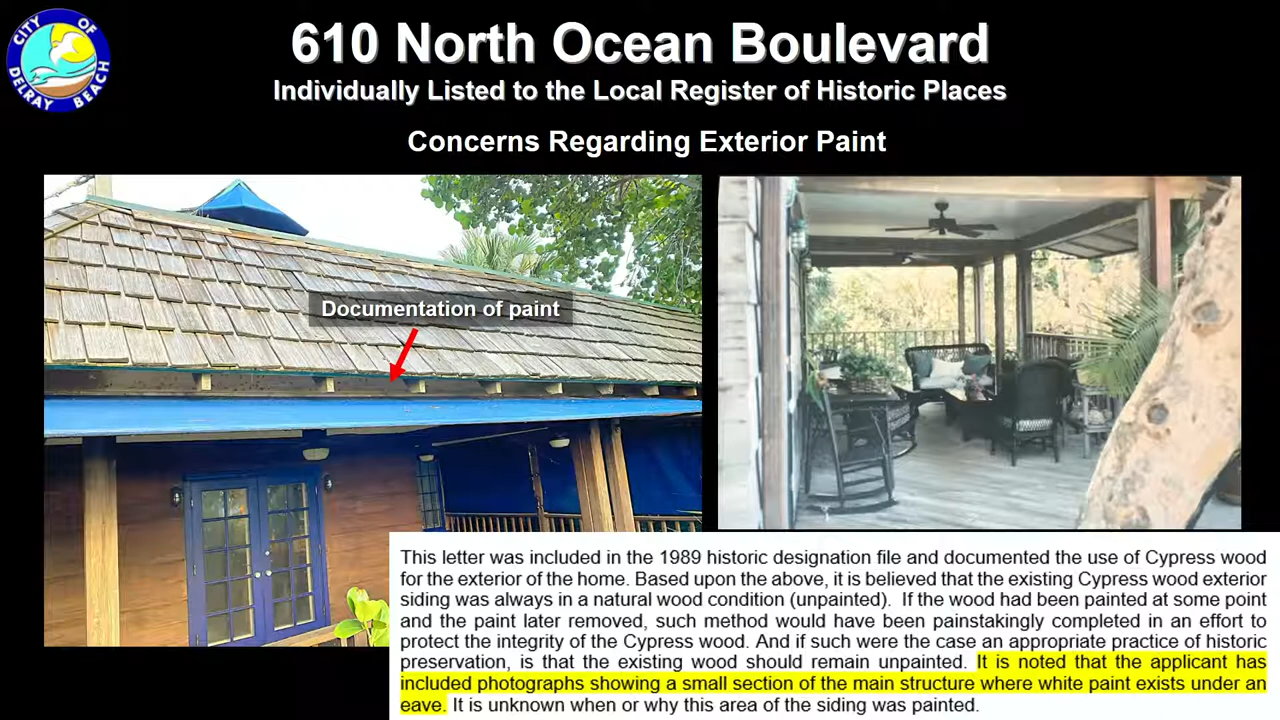 CITY OF
DELRAY BEACH
610 North Ocean Boulevard
Individually Listed to the Local Register of Historic Places
Concerns Regarding Exterior Paint
Documentation of paint
This letter was included in the 1989 historic designation file and documented the use of Cypress wood
for the exterior of the home. Based upon the above, it is believed that the existing Cypress wood exterior
siding was always in a natural wood condition (unpainted).  If the wood had been painted at some point
and the paint later removed, such method would have been painstakingly completed in an effort to
protect the integrity of the Cypress wood. And if such were the case an appropriate practice of historic
preservation, is that the existing wood should remain unpainted. It is noted that the applicant has
included photographs showing a small section of the main structure where white paint exists under an
eave. It is unknown when or why this area of the siding was painted.